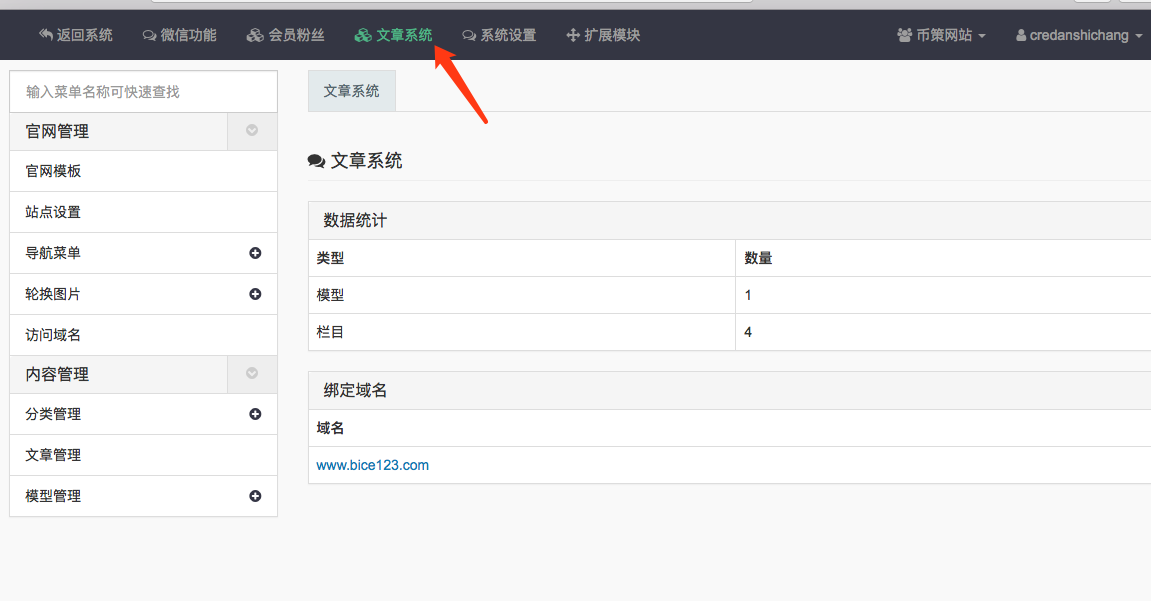 返回系统 微信功能 会员粉丝 文章系统 系统设置 扩展模块 币策网站 credanshichang
输入菜单名称可快速查找
官网管理
官网模板
站点设置
导航菜单
轮换图片
访问域名
内容管理
分类管理
文章管理
模型管理
文章系统
文章系统
数据统计
类型 数量
模型 1
栏目 4
绑定域名
域名
www.bice123.com